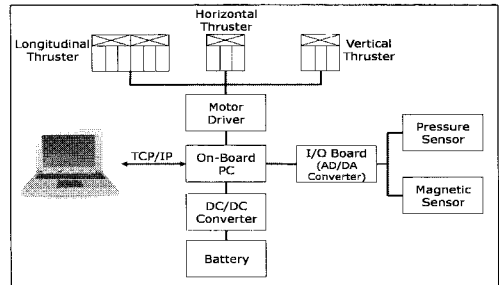 Horizontal
Thruster
Longitudinal
Thruster
Vertical
Thruster
Motor
Driver
Pressure
Sensor
TCP/IP
On-Board
PC
I/O Board
(AD/DA
Converter)
Magnetic
Sensor
DC/DC
Converter
Battery